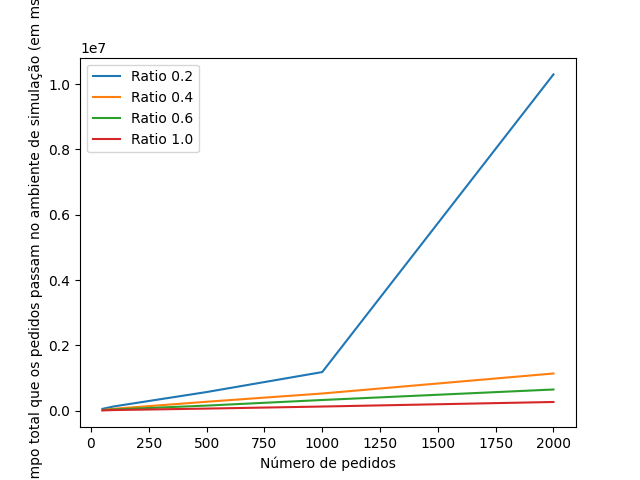 1e7
Ratio 0.2
Ratio 0.4
Ratio 0.6
Ratio 1.0
1.0
0.8
0.6
0.4
0.2
0.0
mpo total que os pedidos passam no ambiente de simulação (em ms
0 250 500 750 1000 1250 1500 1750 2000
Número de pedidos